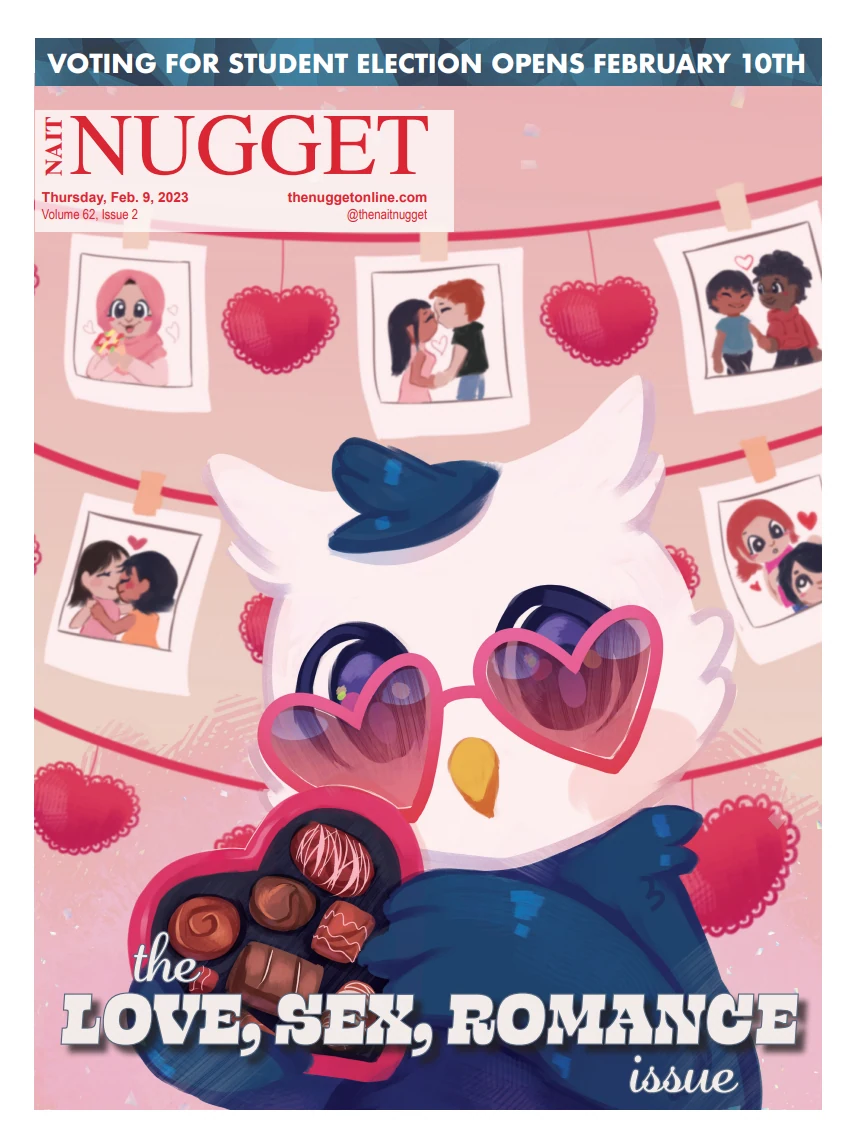 VOTING FOR STUDENT ELECTION OPENS FEBRUARY 10TH
NAIT NUGGET
Thursday, Feb. 9, 2023 thenuggetonline.com
Volume 62, Issue 2 @thenaitnugget
the
LOVE, SEX, ROMANCE
issue